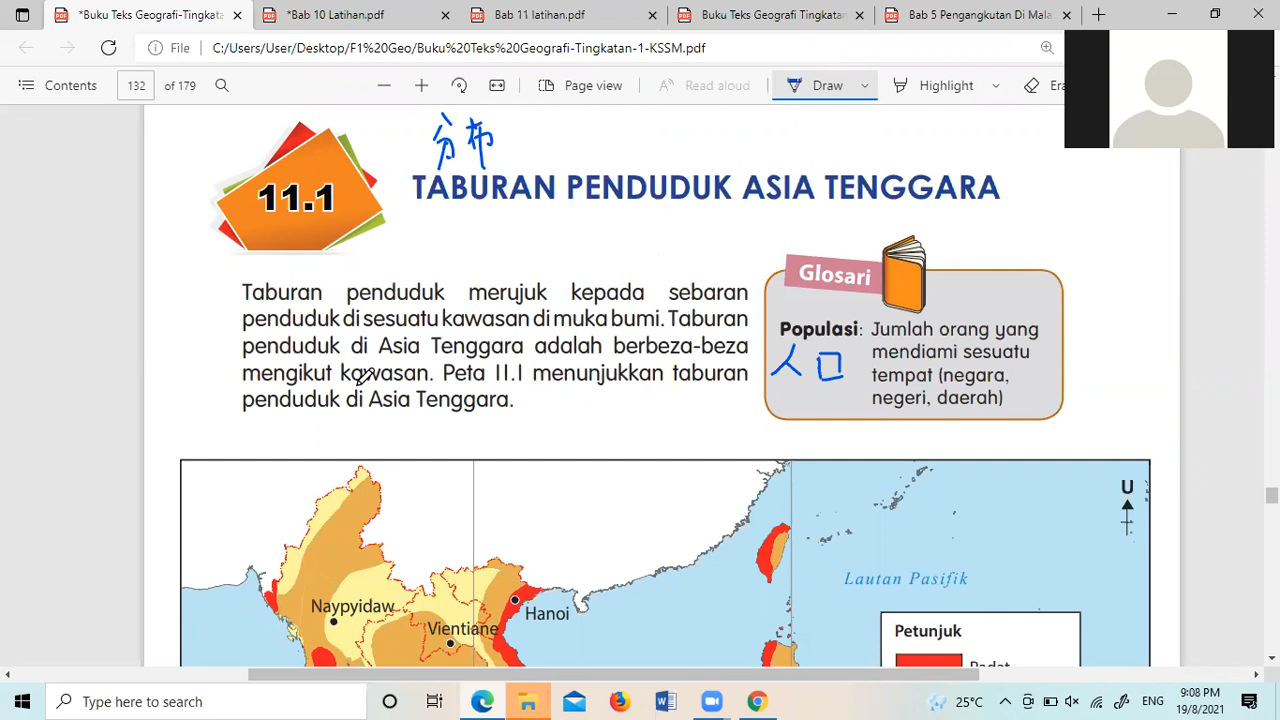 *Buku Teks Geografi-Tingkata
*Bab 10 Latihan.pdf
Bab 11 latihan.pdf
Buku Teks Geografi Tingkatan
Bab 5 Pengangkutan Di Mala
File
C:/Users/User/Desktop/F1%20Geo/Buku%20Teks%20Geografi-Tingkatan-1-KSSM.pdf
Contents
132 of 179
Page view
Read aloud
Draw
Highlight
Era
分布
11.1
TABURAN PENDUDUK ASIA TENGGARA
Taburan penduduk merujuk kepada sebaran
penduduk di sesuatu kawasan di muka bumi. Taburan
penduduk di Asia Tenggara adalah berbeza-beza
mengikut kawasan. Peta 11.1 menunjukkan taburan
penduduk di Asia Tenggara.
Glosari
Populasi: Jumlah orang yang
人口 mendiami sesuatu
tempat (negara,
negeri, daerah)
U
Lautan Pasifik
Naypyidaw
Vientiane
Hanoi
Petunjuk
Padat
Type here to search
25°C
ENG
9:08 PM
19/8/2021